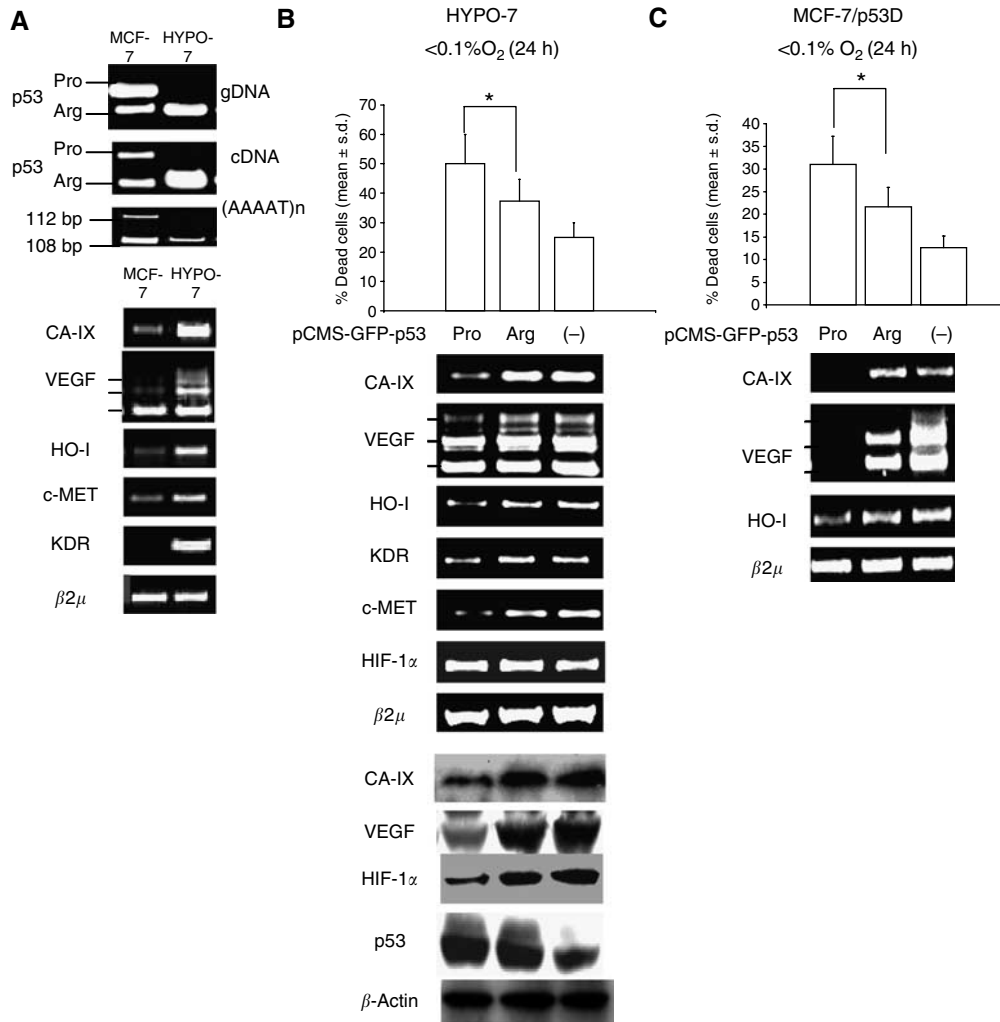 A
MCF-7 HYPO-7
p53 Pro Arg gDNA
p53 Pro Arg cDNA
112 bp (AAAAT)n
108 bp
MCF-7 HYPO-7
CA-IX
VEGF
HO-I
c-MET
KDR
β2μ
B
HYPO-7
<0.1%O2 (24 h)
*
% Dead cells (mean ± s.d.)
70
60
50
40
30
20
10
0
pCMS-GFP-p53 Pro Arg (–)
CA-IX
VEGF
HO-I
KDR
c-MET
HIF-1α
β2μ
CA-IX
VEGF
HIF-1α
p53
β-Actin
C
MCF-7/p53D
<0.1% O2 (24 h)
*
% Dead cells (mean ± s.d.)
40
35
30
25
20
15
10
5
0
pCMS-GFP-p53 Pro Arg (–)
CA-IX
VEGF
HO-I
β2μ